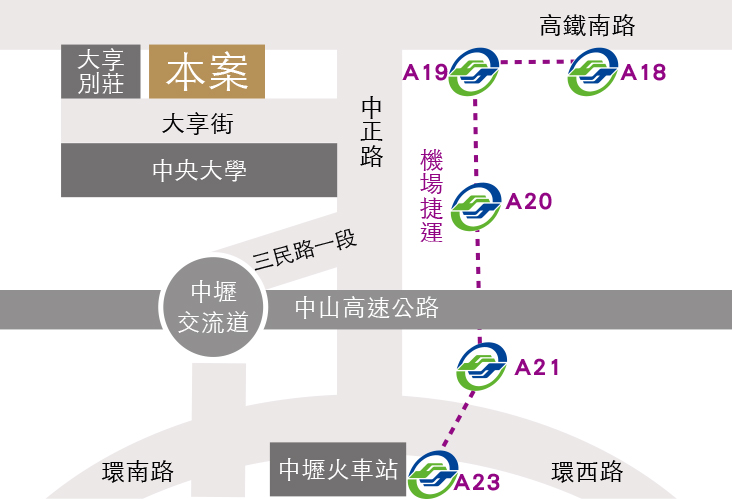 高鐵南路
大享
別莊
本案
A19
A18
大享街
中正路
中央大學
機場捷運
A20
三民路一段
中壢
交流道
中山高速公路
A21
環南路
中壢火車站
A23
環西路